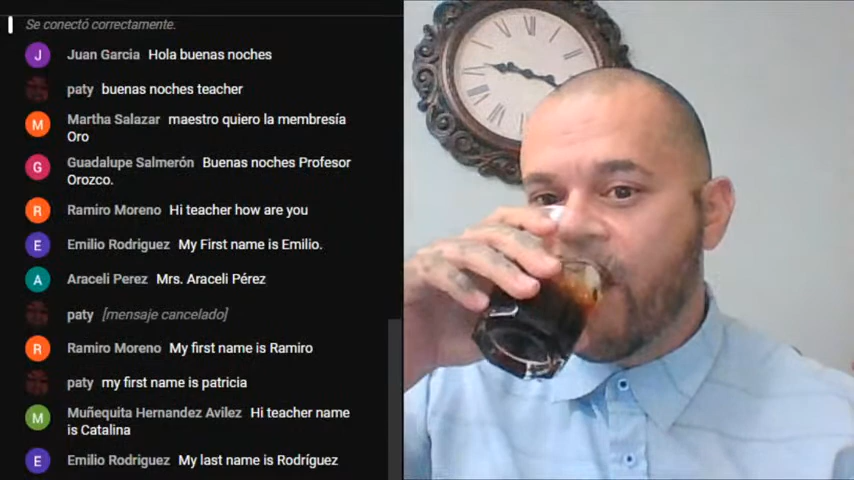 Se conectó correctamente.
J Juan Garcia Hola buenas noches
paty buenas noches teacher
M Martha Salazar maestro quiero la membresía
Oro
G Guadalupe Salmerón Buenas noches Profesor
Orozco.
R Ramiro Moreno Hi teacher how are you
E Emilio Rodriguez My First name is Emilio.
A Araceli Perez Mrs. Araceli Pérez
paty [mensaje cancelado]
R Ramiro Moreno My first name is Ramiro
paty my first name is patricia
M Muñequita Hernandez Avilez Hi teacher name
is Catalina
E Emilio Rodriguez My last name is Rodríguez